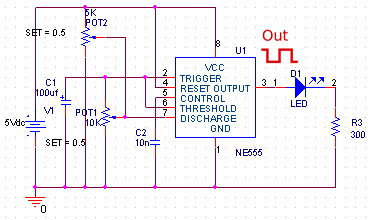 5K
POT2
SET = 0.5
Out
8
U1
VCC
C1
100uf
2
4
5
6
7
TRIGGER
RESET OUTPUT
CONTROL
THRESHOLD
DISCHARGE
GND
3
1
D1
LED
2
V1
5Vdc
POT1
10K
SET = 0.5
C2
10n
1
NE555
R3
300
0